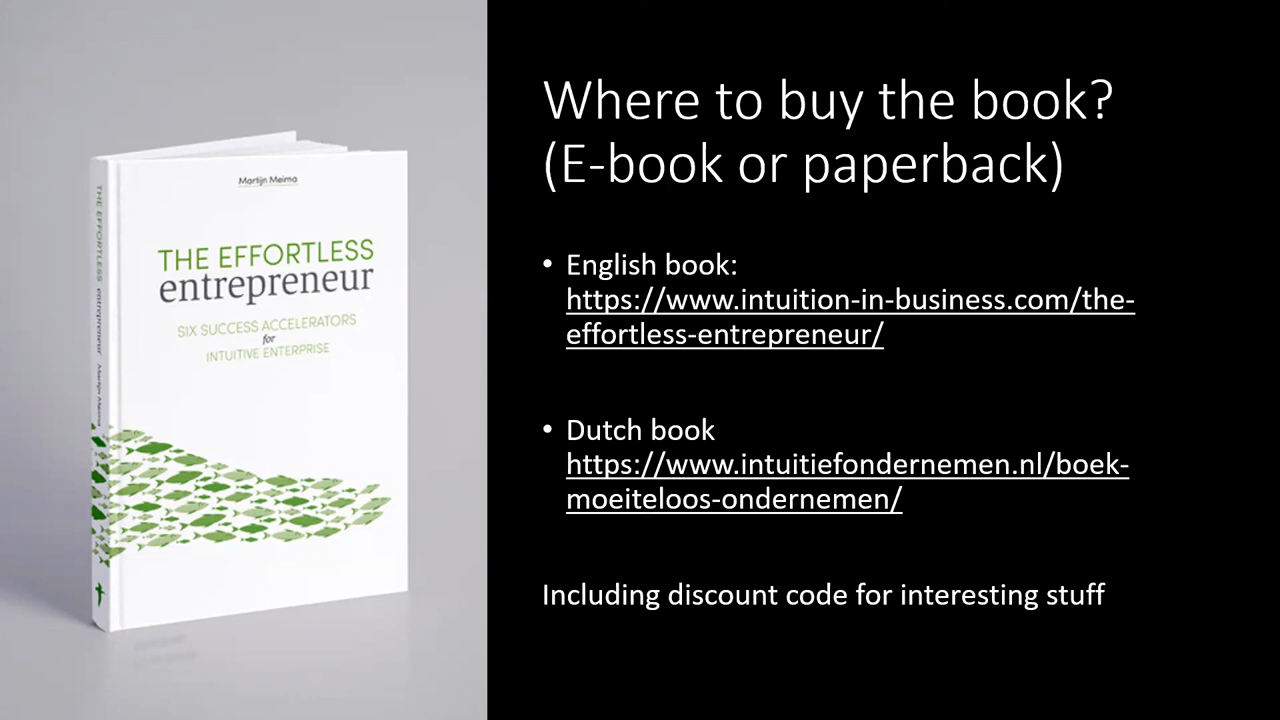 Martijn Meima
THE EFFORTLESS
entrepreneur
SIX SUCCESS ACCELERATORS
for
INTUITIVE ENTERPRISE
THE EFFORTLESS entrepreneur Martijn Meima
Where to buy the book?
(E-book or paperback)
• English book:
https://www.intuition-in-business.com/the-
effortless-entrepreneur/
• Dutch book
https://www.intuitiefondernemen.nl/boek-
moeiteloos-ondernemen/
Including discount code for interesting stuff